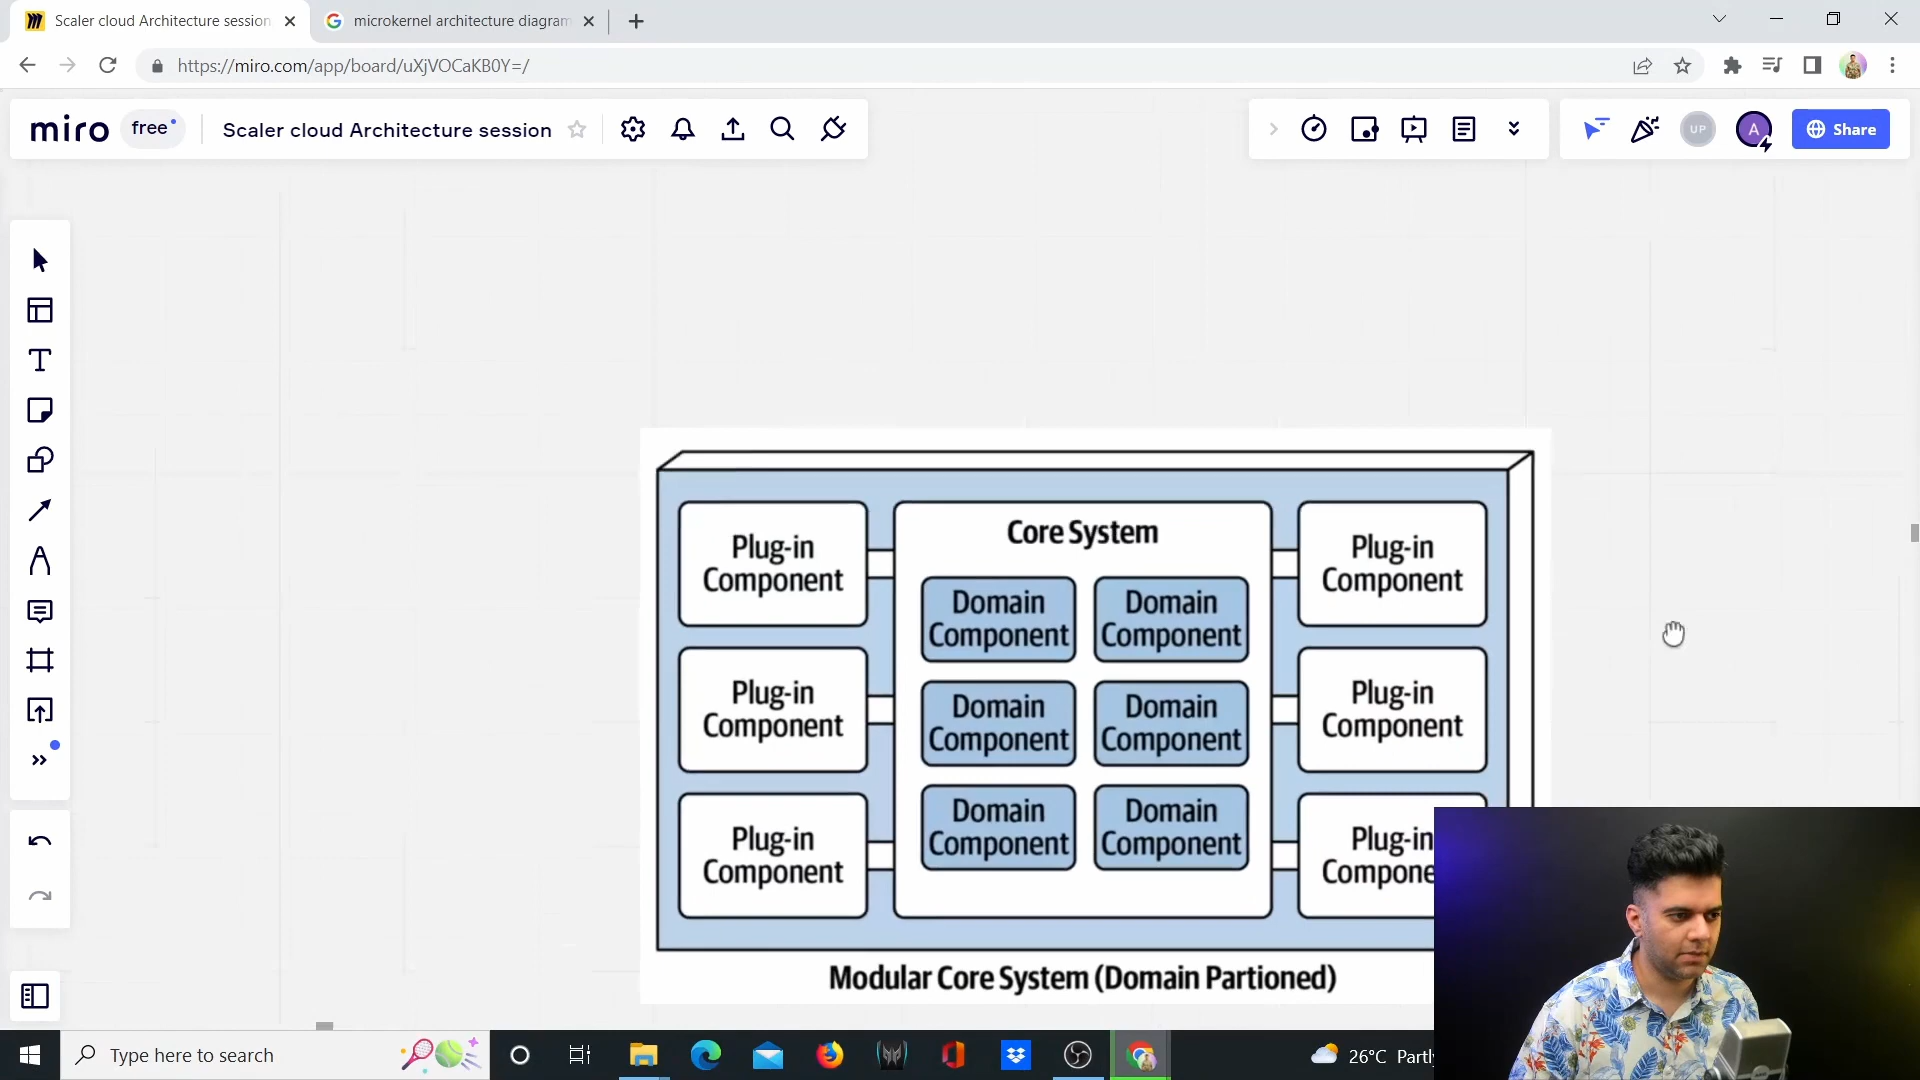 Scaler cloud Architecture session
microkernel architecture diagram
https://miro.com/app/board/uXjVOCaKB0Y=/
miro
free
Scaler cloud Architecture session
UP
A
Share
Core System
Plug-in
Component
Plug-in
Component
Plug-in
Component
Domain
Component
Domain
Component
Domain
Component
Domain
Component
Domain
Component
Domain
Component
Plug-in
Component
Plug-in
Component
Plug-in
Compone
Modular Core System (Domain Partioned)
Type here to search
26°C Partly